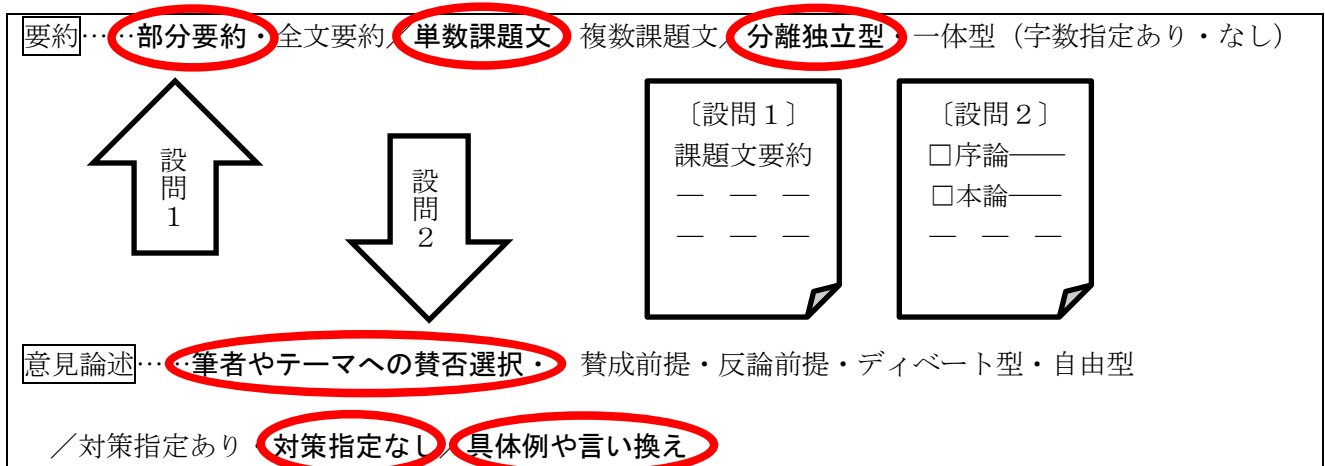 要約……部分要約・全文要約／単数課題文・複数課題文／分離独立型・一体型（字数指定あり・なし）
設問１
設問２
〔設問１〕
課題文要約
― ― ―
― ― ―
〔設問２〕
□序論――
□本論――
― ― ―
意見論述……筆者やテーマへの賛否選択・ 賛成前提・反論前提・ディベート型・自由型
／対策指定あり・対策指定なし／具体例や言い換え